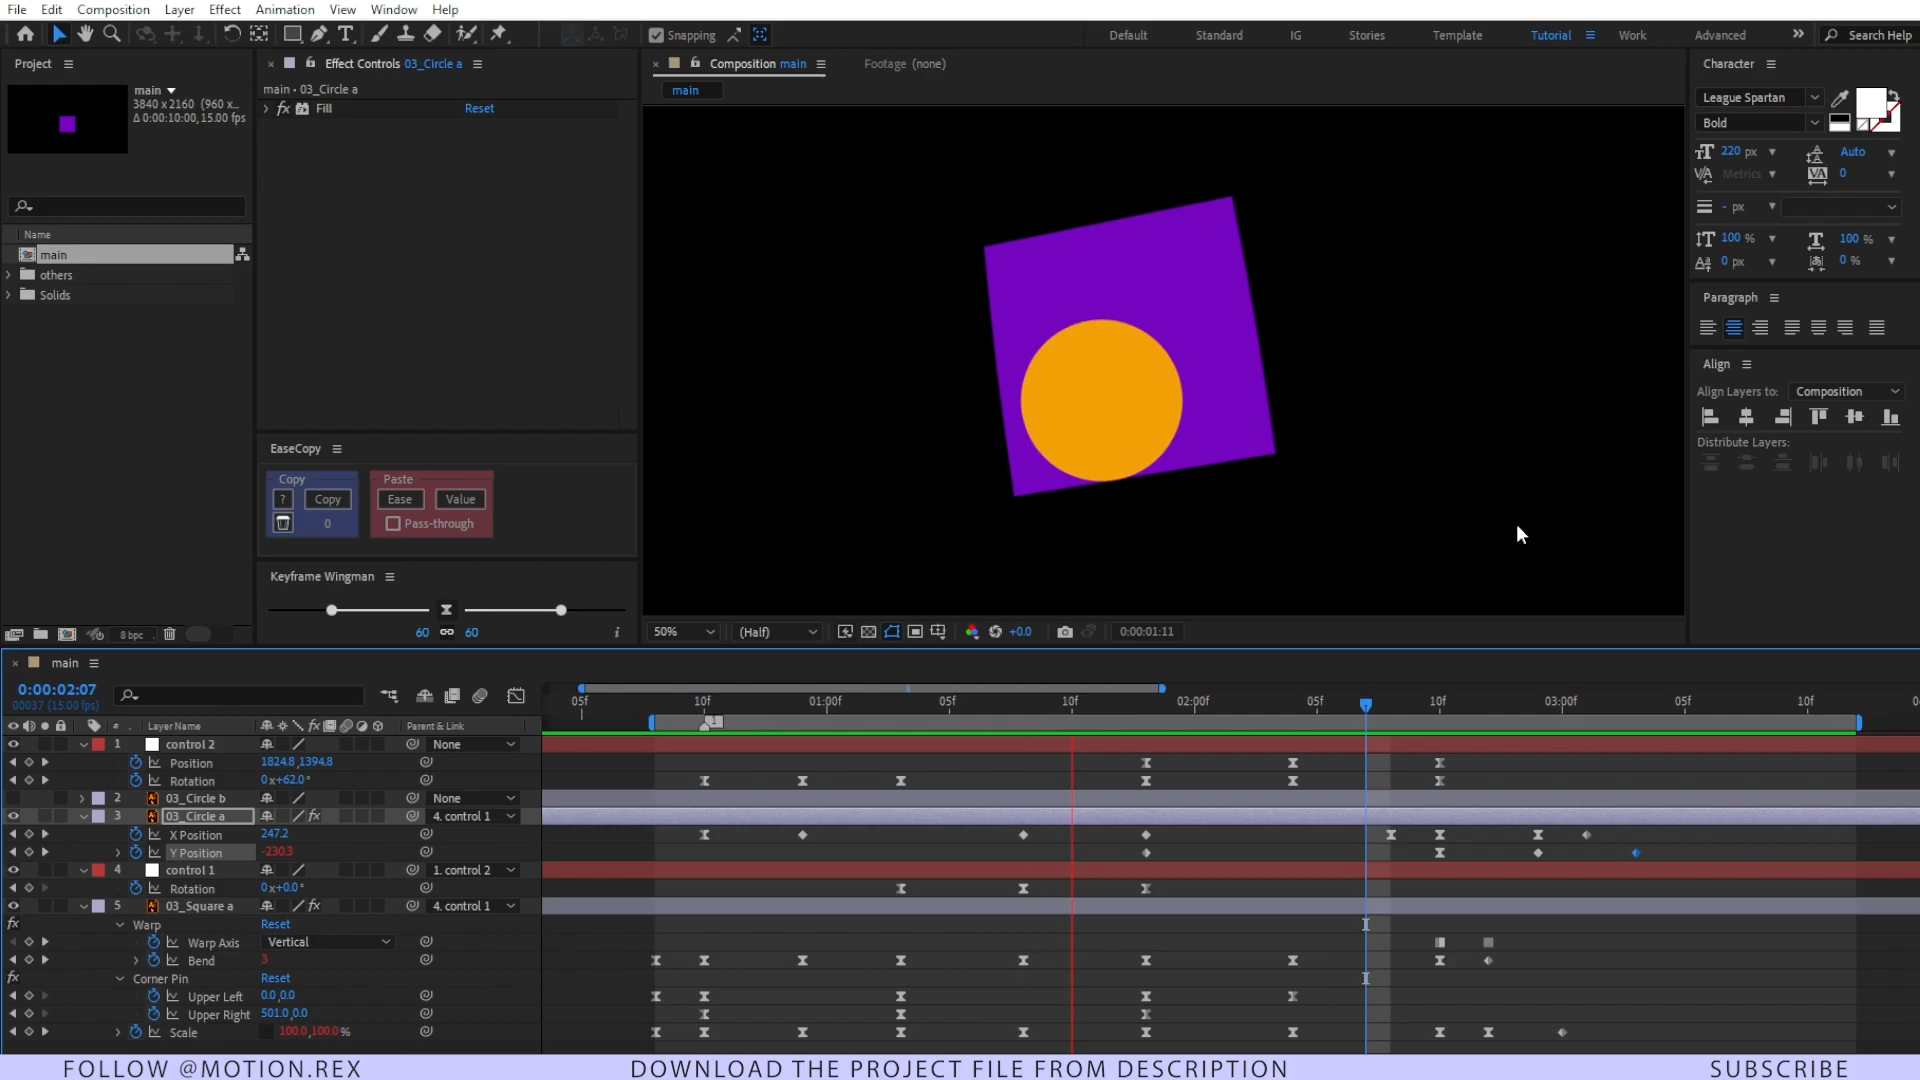 File Edit Composition Layer Effect Animation View Window Help
Snapping Default Standard IG Stories Template Tutorial Work Advanced Search Help
Project
main
3840 x 2160 (960 x...
Δ 0:00:10:00, 15.00 fps
Name
main
others
Solids
8 bpc
Effect Controls 03_Circle a
main • 03_Circle a
fx Fill Reset
EaseCopy
Copy Paste
? Copy Ease Value
0 Pass-through
Keyframe Wingman
60 60
Composition main Footage (none)
main
50% (Half) +0.0 0:00:01:11
Character
League Spartan
Bold
220 px Auto
Metrics 0
- px
100 % 100 %
0 px 0 %
Paragraph
Align
Align Layers to: Composition
Distribute Layers:
main
0:00:02:07
00037 (15.00 fps)
05f 10f 01:00f 05f 10f 02:00f 05f 10f 03:00f 05f 10f
# Layer Name fx Parent & Link
1
1 control 2 None
Position 1824.8,1394.8
Rotation 0x+62.0°
2 03_Circle b None
3 03_Circle a fx 4. control 1
X Position 247.2
Y Position -230.3
4 control 1 1. control 2
Rotation 0x+0.0°
5 03_Square a fx 4. control 1
fx Warp Reset
Warp Axis Vertical
Bend 3
fx Corner Pin Reset
Upper Left 0.0,0.0
Upper Right 501.0,0.0
Scale 100.0,100.0%
FOLLOW @MOTION.REX DOWNLOAD THE PROJECT FILE FROM DESCRIPTION SUBSCRIBE